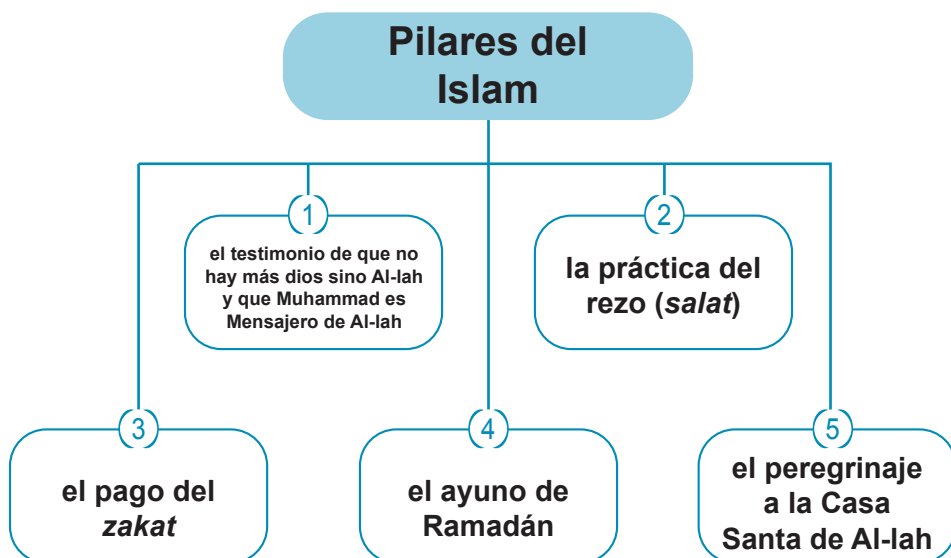 Pilares del
Islam
1
el testimonio de que no
hay más dios sino Al-lah
y que Muhammad es
Mensajero de Al-lah
2
la práctica del
rezo (salat)
3
el pago del
zakat
4
el ayuno de
Ramadán
5
el peregrinaje
a la Casa
Santa de Al-lah